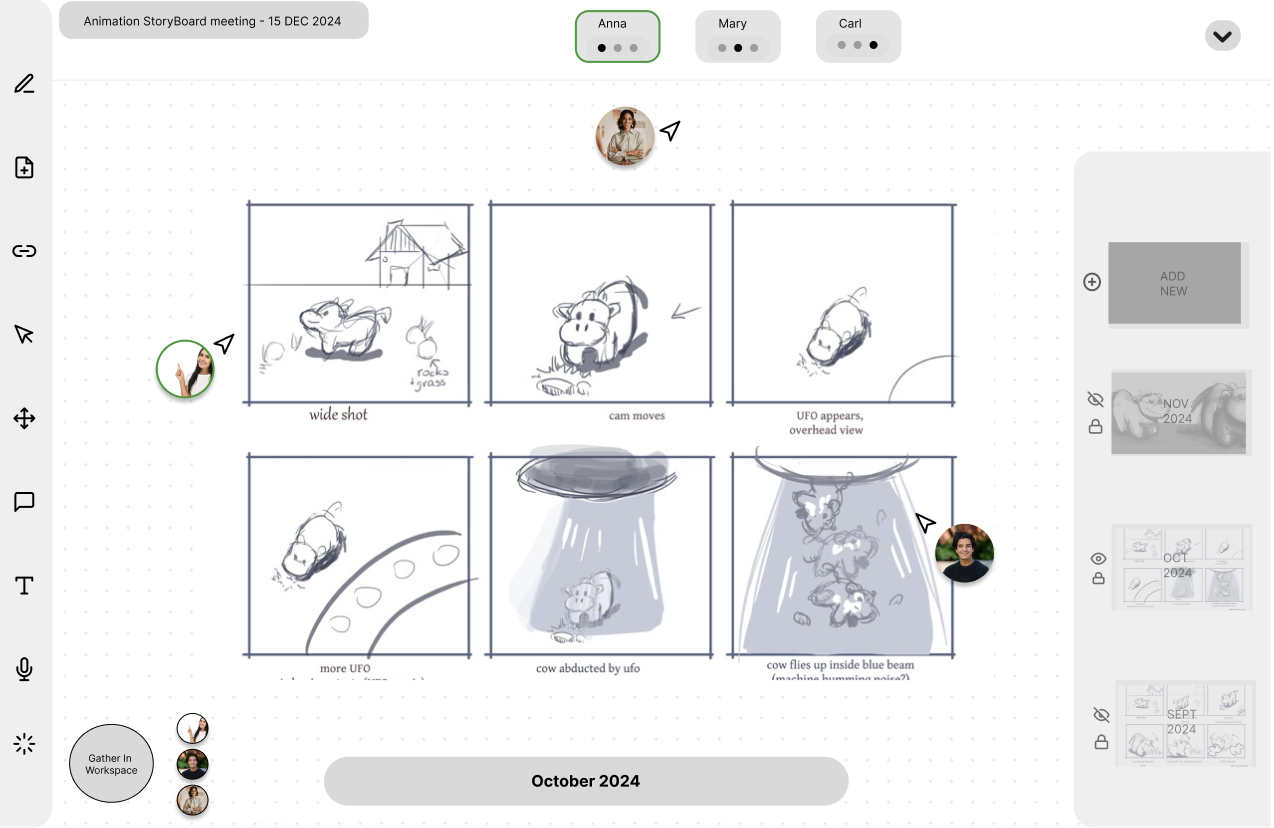 Animation StoryBoard meeting - 15 DEC 2024
Anna
Mary
Carl
rocks
+grass
wide shot
cam moves
UFO appears,
overhead view
more UFO
cow abducted by ufo
cow flies up inside blue beam
(machine humming noise?)
ADD
NEW
NOV
2024
OCT
2024
SEPT
2024
Gather In
Workspace
October 2024